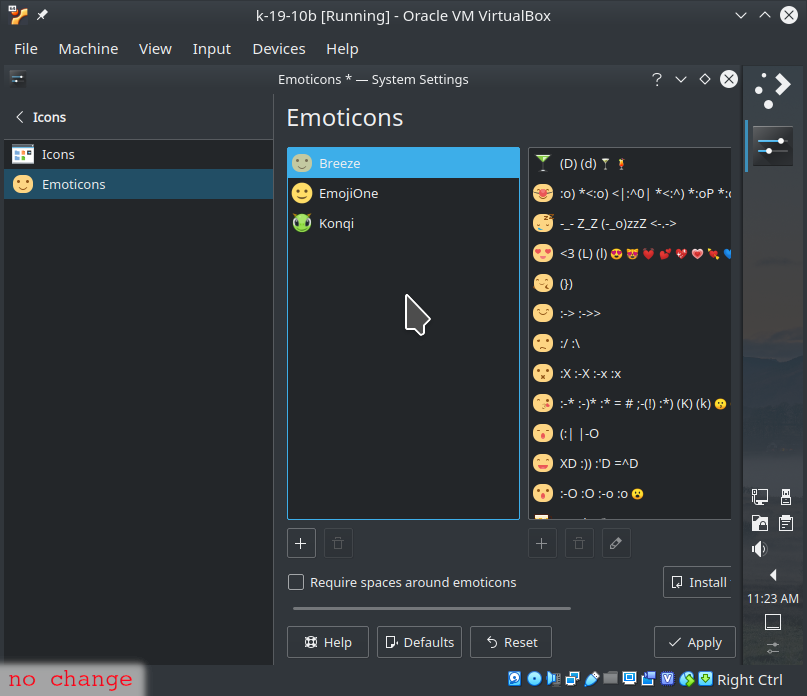 k-19-10b [Running] - Oracle VM VirtualBox
File Machine View Input Devices Help
Emoticons * — System Settings
Icons
Icons
Emoticons
Emoticons
Breeze
EmojiOne
Konqi
(D) (d) 🍸 🍹
:o) *<:o) <|:^0| *<:^) *:oP *:o
-_- Z_Z (-_o)zzZ <-.->
<3 (L) (l) 😍 😻 💓 💕 💖 💗 💘 💙
(})
:-> :->>
:/ :\
:X :-X :-x :x
:-* :-)* :* = # ;-(!) :*) (K) (k) 😗
(:| |-O
XD :)) :'D =^D
:-O :O :-o :o 😮
Require spaces around emoticons
Install
Help Defaults Reset Apply
11:23 AM
no change
Right Ctrl